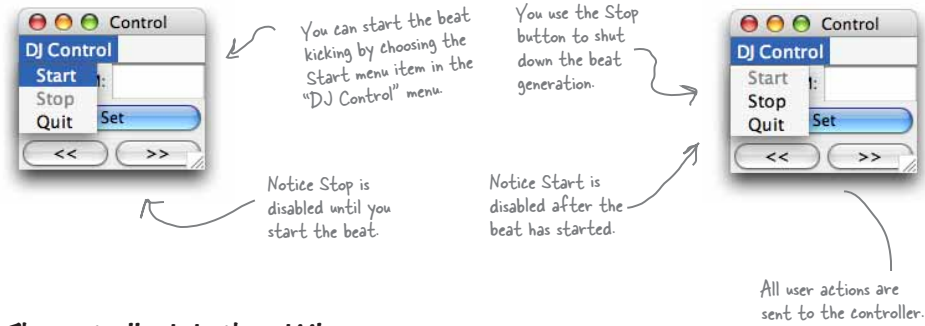 Control
DJ Control
Start
Stop
Quit
M:
Set
<<
>>
You can start the beat
kicking by choosing the
Start menu item in the
“DJ Control” menu.
Notice Stop is
disabled until you
start the beat.
You use the Stop
button to shut
down the beat
generation.
Notice Start is
disabled after the
beat has started.
Control
DJ Control
Start
Stop
Quit
M:
Set
<<
>>
All user actions are
sent to the controller.